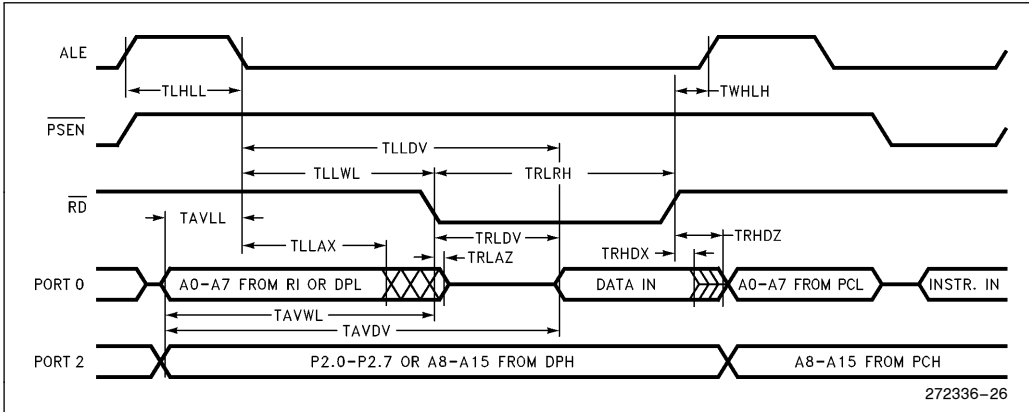 ALE
TLHLL
TWHLH
PSEN
TLLDV
TLLWL
TRLRH
RD
TAVLL
TRLDV
TRHDZ
TLLAX
TRLAZ
TRHDX
PORT 0
A0-A7 FROM RI OR DPL
DATA IN
A0-A7 FROM PCL
INSTR. IN
TAVWL
TAVDV
PORT 2
P2.0-P2.7 OR A8-A15 FROM DPH
A8-A15 FROM PCH
272336-26